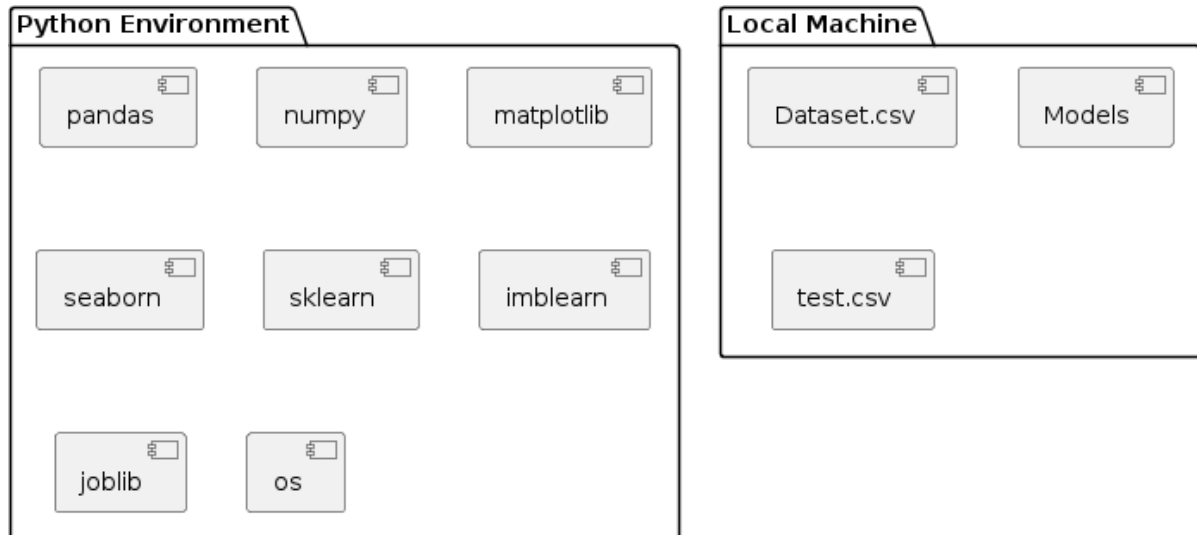 Python Environment
pandas
numpy
matplotlib
seaborn
sklearn
imblearn
joblib
os
Local Machine
Dataset.csv
Models
test.csv